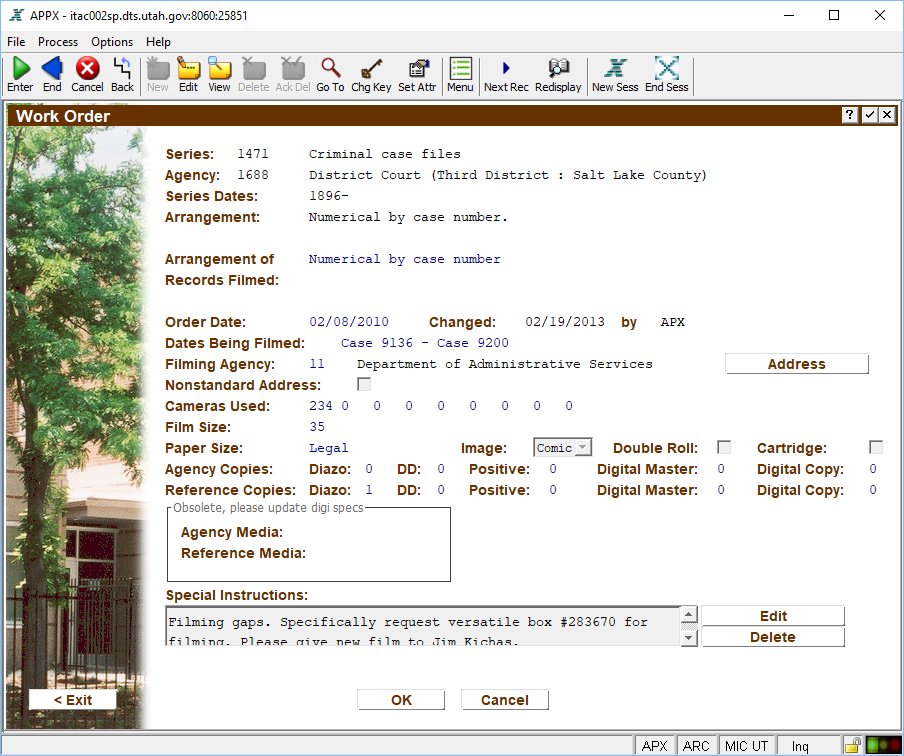 APPX - itac002sp.dts.utah.gov:8060:25851
File Process Options Help
Enter End Cancel Back New Edit View Delete Ack Del Go To Chg Key Set Attr Menu Next Rec Redisplay New Sess End Sess
Work Order
Series: 1471 Criminal case files
Agency: 1688 District Court (Third District : Salt Lake County)
Series Dates: 1896-
Arrangement: Numerical by case number.
Arrangement of Numerical by case number
Records Filmed:
Order Date: 02/08/2010 Changed: 02/19/2013 by APX
Dates Being Filmed: Case 9136 - Case 9200
Filming Agency: 11 Department of Administrative Services Address
Nonstandard Address:
Cameras Used: 234 0 0 0 0 0 0 0 0
Film Size: 35
Paper Size: Legal Image: Comic Double Roll: Cartridge:
Agency Copies: Diazo: 0 DD: 0 Positive: 0 Digital Master: 0 Digital Copy: 0
Reference Copies: Diazo: 1 DD: 0 Positive: 0 Digital Master: 0 Digital Copy: 0
Obsolete, please update digi specs
Agency Media:
Reference Media:
Special Instructions:
Filming gaps. Specifically request versatile box #283670 for
filming. Please give new film to Jim Kichas.
Edit
Delete
< Exit OK Cancel
APX ARC MIC UT Inq